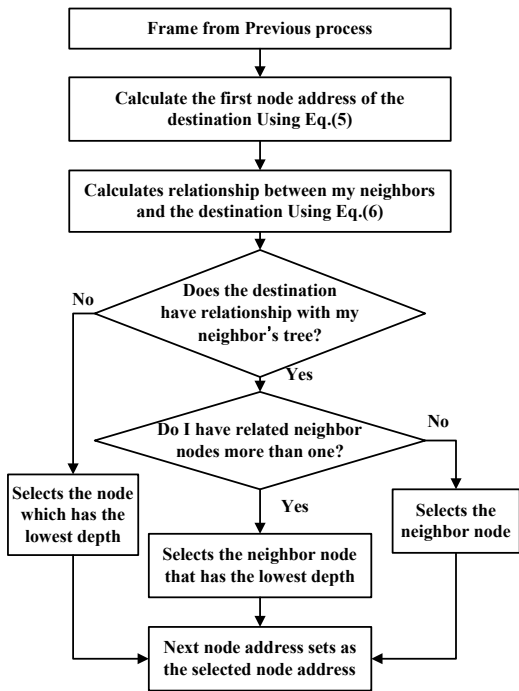 Frame from Previous process
Calculate the first node address of the
destination Using Eq.(5)
Calculates relationship between my neighbors
and the destination Using Eq.(6)
Does the destination
have relationship with my
neighbor's tree?
No
Yes
Do I have related neighbor
nodes more than one?
No
Yes
Selects the node
which has the
lowest depth
Selects the neighbor node
that has the lowest depth
Selects the
neighbor node
Next node address sets as
the selected node address